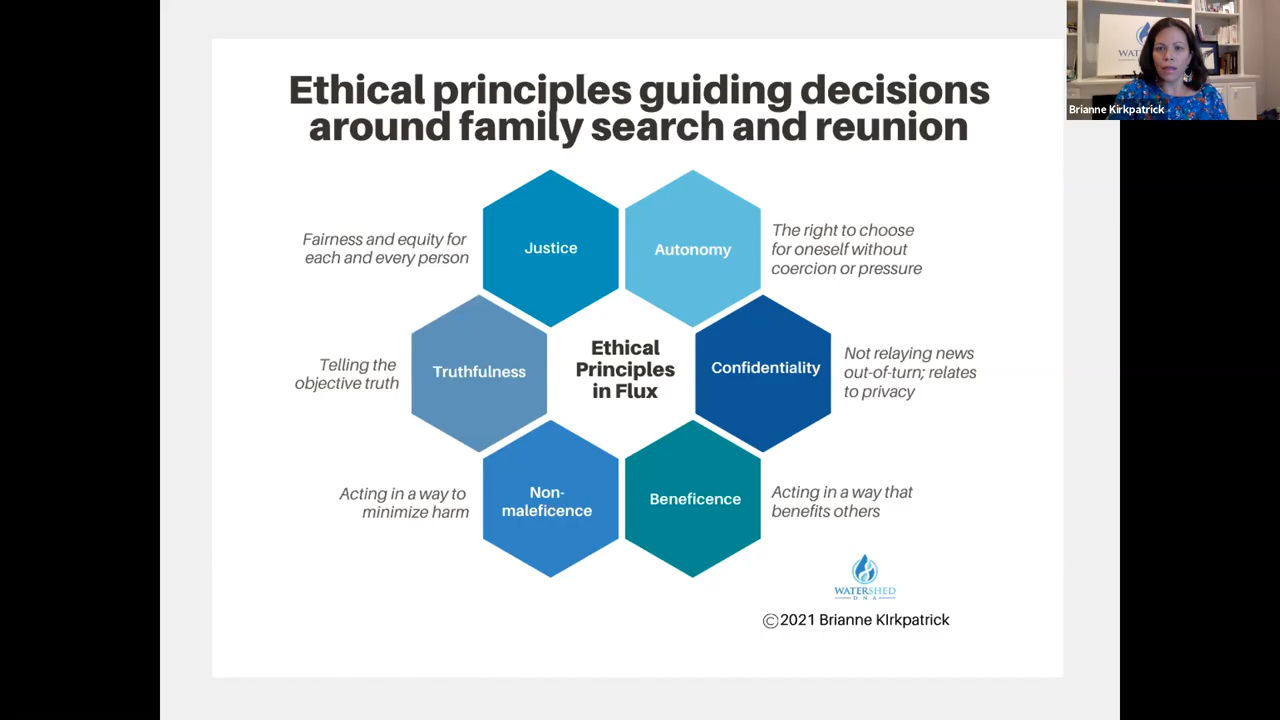 Ethical principles guiding decisions
around family search and reunion
Justice
Fairness and equity for
each and every person
Autonomy
The right to choose
for oneself without
coercion or pressure
Truthfulness
Telling the
objective truth
Ethical
Principles
in Flux
Confidentiality
Not relaying news
out-of-turn; relates
to privacy
Non-
maleficence
Acting in a way to
minimize harm
Beneficence
Acting in a way that
benefits others
WATERSHED
DNA
©2021 Brianne KIrkpatrick
WAT
Brianne Kirkpatrick